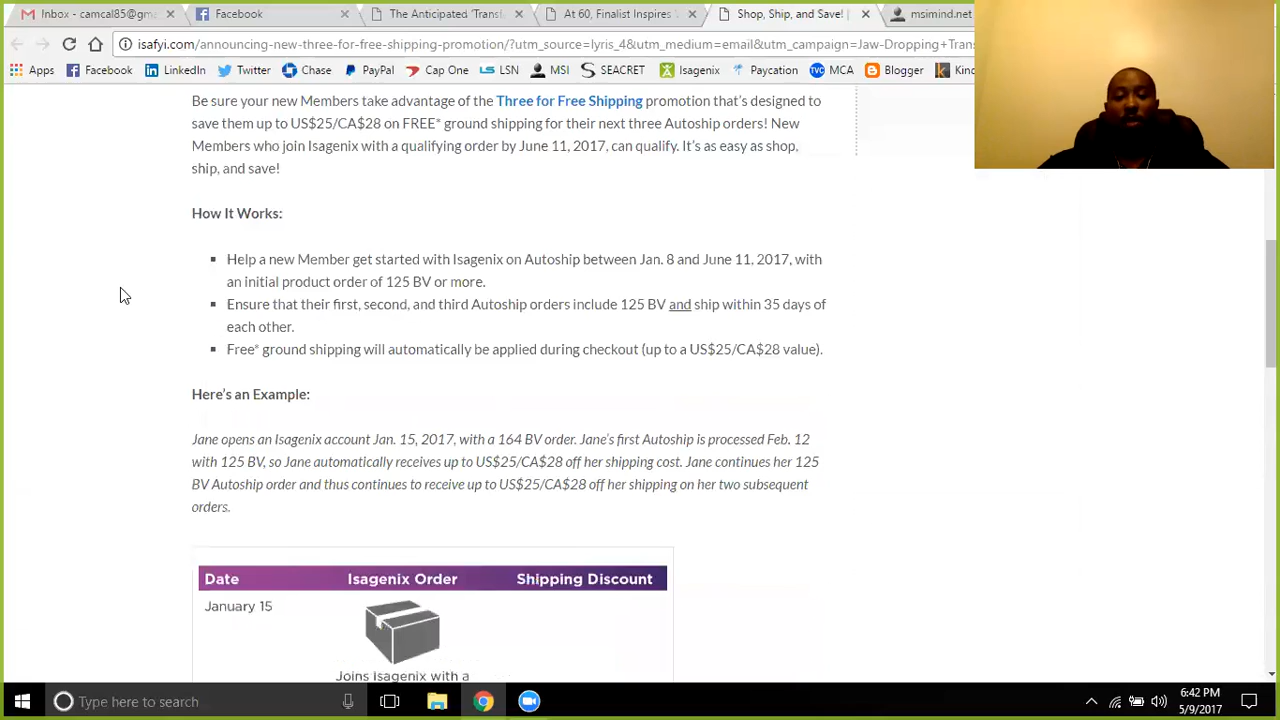 Inbox - camcal85@gma
Facebook
The Anticipated 'Transf
At 60, Finalist Inspires W
Shop, Ship, and Save! |
msimind.net
isafyi.com/announcing-new-three-for-free-shipping-promotion/?utm_source=lyris_4&utm_medium=email&utm_campaign=Jaw-Dropping+Trans
Apps Facebook LinkedIn Twitter Chase PayPal Cap One LSN MSI SEACRET Isagenix Paycation MCA Blogger Kind
Be sure your new Members take advantage of the Three for Free Shipping promotion that's designed to
save them up to US$25/CA$28 on FREE* ground shipping for their next three Autoship orders! New
Members who join Isagenix with a qualifying order by June 11, 2017, can qualify. It's as easy as shop,
ship, and save!
How It Works:
▪ Help a new Member get started with Isagenix on Autoship between Jan. 8 and June 11, 2017, with
an initial product order of 125 BV or more.
▪ Ensure that their first, second, and third Autoship orders include 125 BV and ship within 35 days of
each other.
▪ Free* ground shipping will automatically be applied during checkout (up to a US$25/CA$28 value).
Here's an Example:
Jane opens an Isagenix account Jan. 15, 2017, with a 164 BV order. Jane's first Autoship is processed Feb. 12
with 125 BV, so Jane automatically receives up to US$25/CA$28 off her shipping cost. Jane continues her 125
BV Autoship order and thus continues to receive up to US$25/CA$28 off her shipping on her two subsequent
orders.
Date Isagenix Order Shipping Discount
January 15
Joins Isagenix with a
Type here to search
6:42 PM
5/9/2017